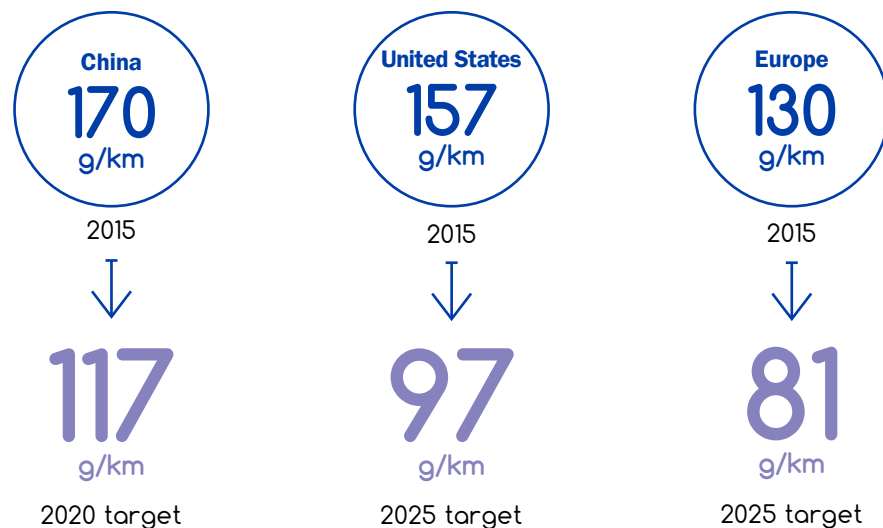 China
170
g/km
2015
117
g/km
2020 target
United States
157
g/km
2015
97
g/km
2025 target
Europe
130
g/km
2015
81
g/km
2025 target